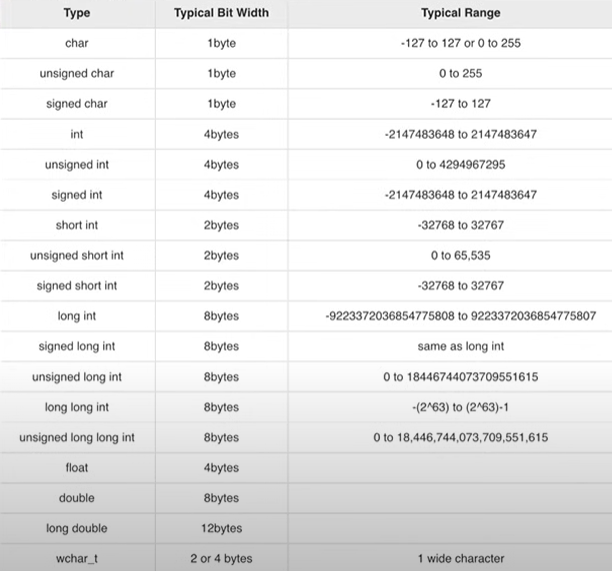 Type Typical Bit Width Typical Range
char 1byte -127 to 127 or 0 to 255
unsigned char 1byte 0 to 255
signed char 1byte -127 to 127
int 4bytes -2147483648 to 2147483647
unsigned int 4bytes 0 to 4294967295
signed int 4bytes -2147483648 to 2147483647
short int 2bytes -32768 to 32767
unsigned short int 2bytes 0 to 65,535
signed short int 2bytes -32768 to 32767
long int 8bytes -9223372036854775808 to 9223372036854775807
signed long int 8bytes same as long int
unsigned long int 8bytes 0 to 18446744073709551615
long long int 8bytes -(2^63) to (2^63)-1
unsigned long long int 8bytes 0 to 18,446,744,073,709,551,615
float 4bytes
double 8bytes
long double 12bytes
wchar_t 2 or 4 bytes 1 wide character